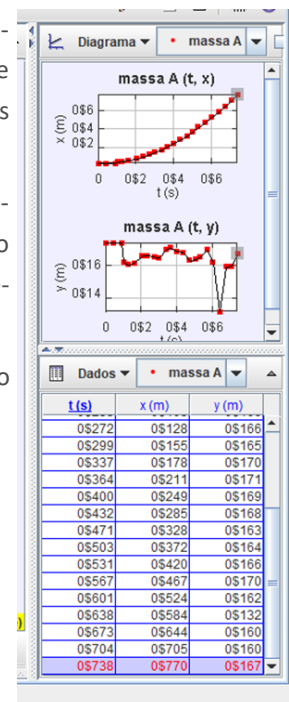 Diagrama massa A
massa A (t, x)
x (m)
0$6
0$4
0$2
0 0$2 0$4 0$6
t (s)
massa A (t, y)
y (m)
0$16
0$14
0 0$2 0$4 0$6
Dados massa A
t (s) x (m) y (m)
0$272 0$128 0$166
0$299 0$155 0$165
0$337 0$178 0$170
0$364 0$211 0$171
0$400 0$249 0$169
0$432 0$285 0$168
0$471 0$328 0$163
0$503 0$372 0$164
0$531 0$420 0$166
0$567 0$467 0$170
0$601 0$524 0$162
0$638 0$584 0$132
0$673 0$644 0$160
0$704 0$705 0$160
0$738 0$770 0$167